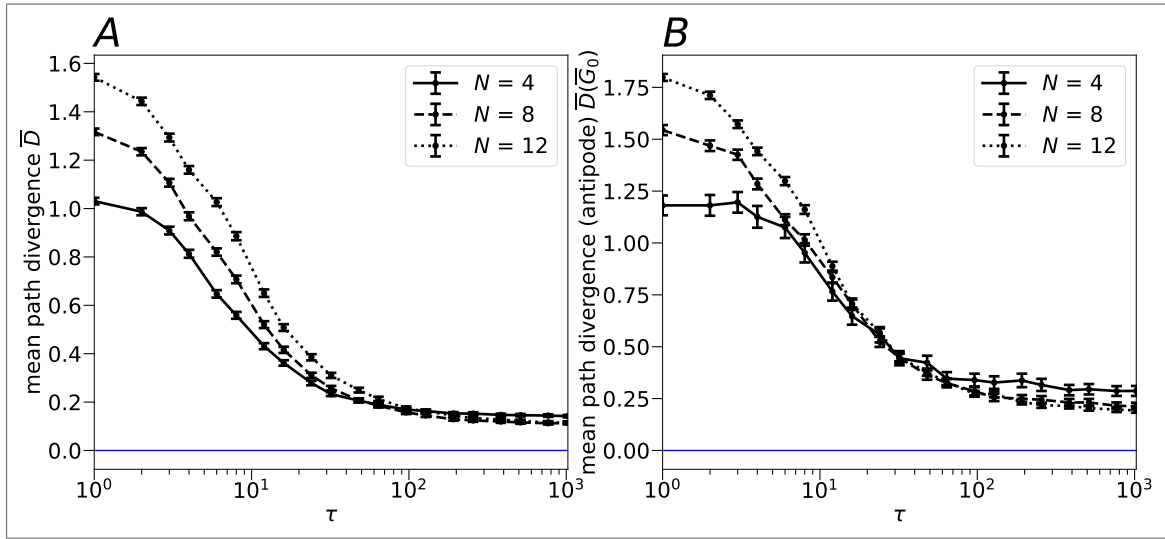 A
mean path divergence D̅
1.6
1.4
1.2
1.0
0.8
0.6
0.4
0.2
0.0
10⁰
10¹
10²
10³
τ
N = 4
N = 8
N = 12
B
mean path divergence (antipode) D̅(G̅₀)
1.75
1.50
1.25
1.00
0.75
0.50
0.25
0.00
10⁰
10¹
10²
10³
τ
N = 4
N = 8
N = 12